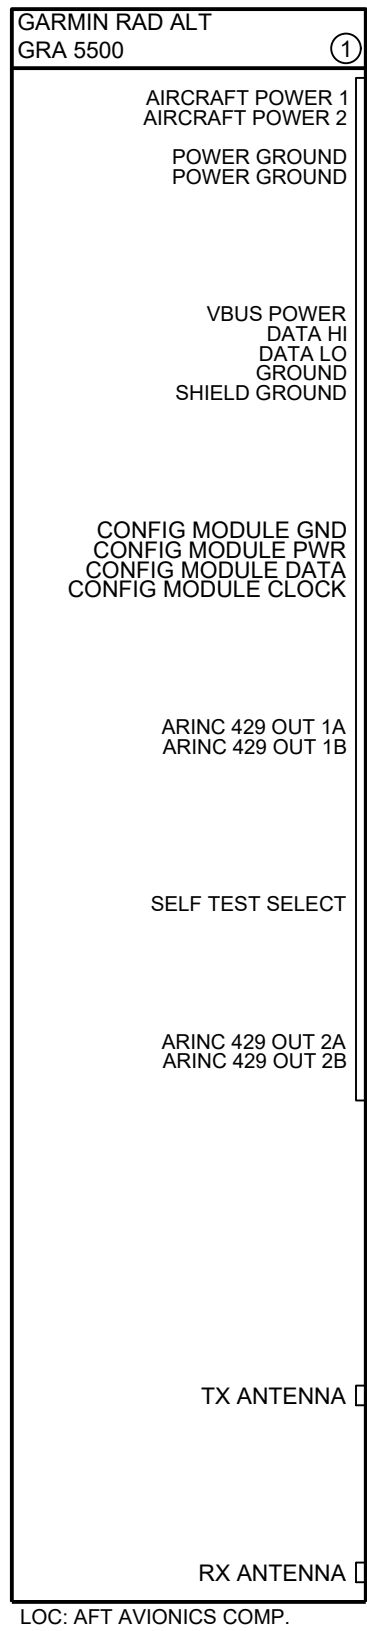 GARMIN RAD ALT
GRA 5500
1
AIRCRAFT POWER 1
AIRCRAFT POWER 2
POWER GROUND
POWER GROUND
VBUS POWER
DATA HI
DATA LO
GROUND
SHIELD GROUND
CONFIG MODULE GND
CONFIG MODULE PWR
CONFIG MODULE DATA
CONFIG MODULE CLOCK
ARINC 429 OUT 1A
ARINC 429 OUT 1B
SELF TEST SELECT
ARINC 429 OUT 2A
ARINC 429 OUT 2B
TX ANTENNA
RX ANTENNA
LOC: AFT AVIONICS COMP.